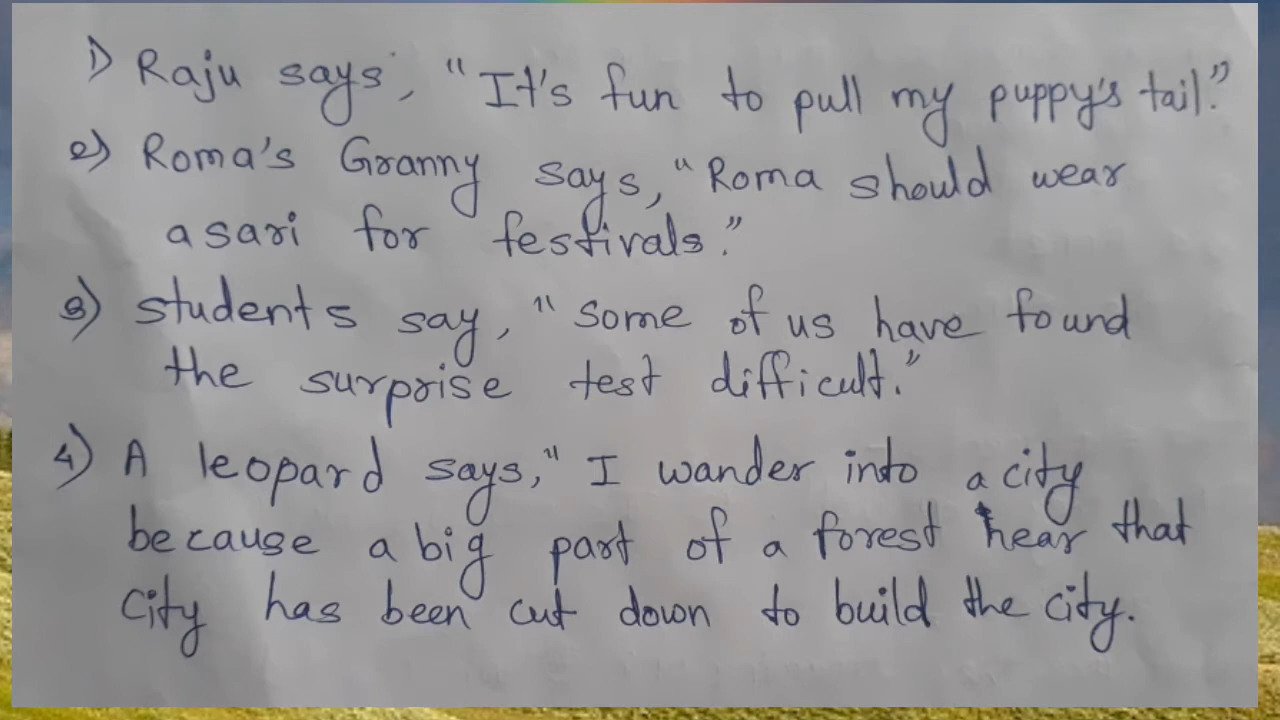 1) Raju says, "It's fun to pull my puppy's tail."
2) Roma's Granny says, "Roma should wear
a sari for festivals."
3) students say, "some of us have found
the surprise test difficult."
4) A leopard says, "I wander into a city
because a big part of a forest near that
city has been cut down to build the city.